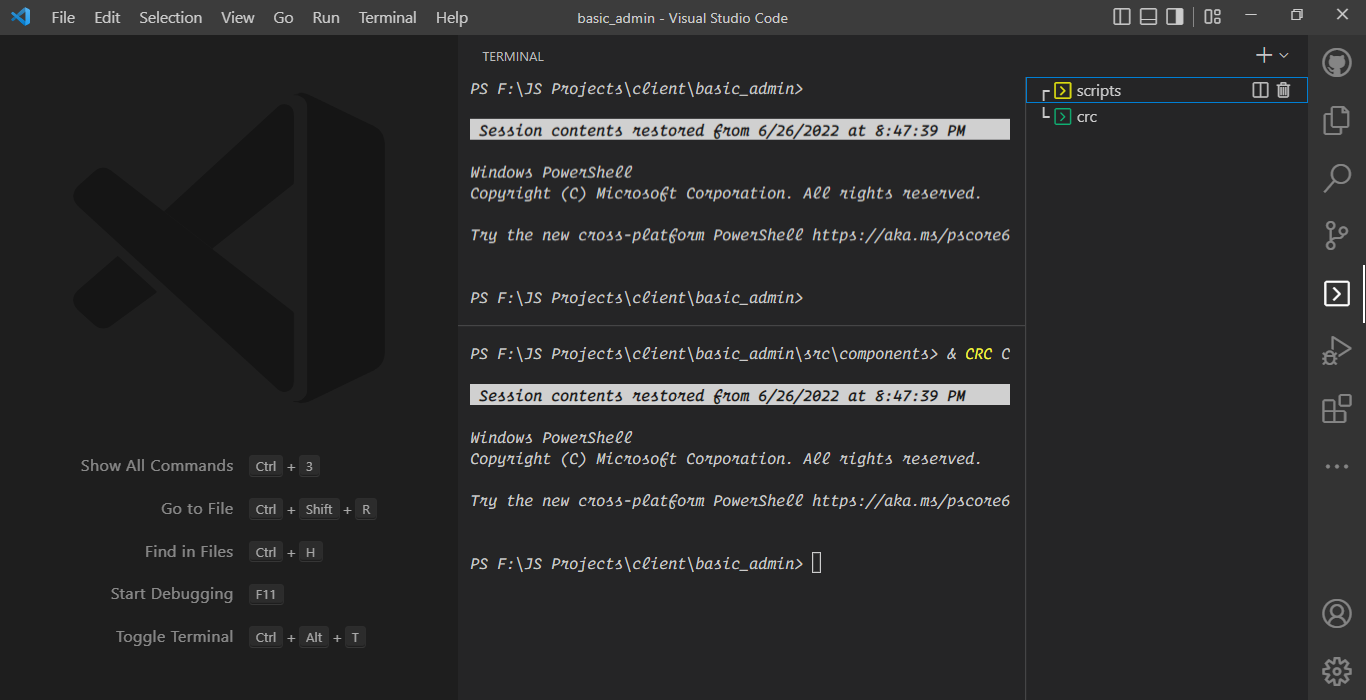 File Edit Selection View Go Run Terminal Help basic_admin - Visual Studio Code
TERMINAL
PS F:\JS Projects\client\basic_admin>
Session contents restored from 6/26/2022 at 8:47:39 PM
Windows PowerShell
Copyright (C) Microsoft Corporation. All rights reserved.
Try the new cross-platform PowerShell https://aka.ms/pscore6
PS F:\JS Projects\client\basic_admin>
PS F:\JS Projects\client\basic_admin\src\components> & CRC C
Session contents restored from 6/26/2022 at 8:47:39 PM
Windows PowerShell
Copyright (C) Microsoft Corporation. All rights reserved.
Try the new cross-platform PowerShell https://aka.ms/pscore6
PS F:\JS Projects\client\basic_admin>
scripts
crc
Show All Commands Ctrl + 3
Go to File Ctrl + Shift + R
Find in Files Ctrl + H
Start Debugging F11
Toggle Terminal Ctrl + Alt + T